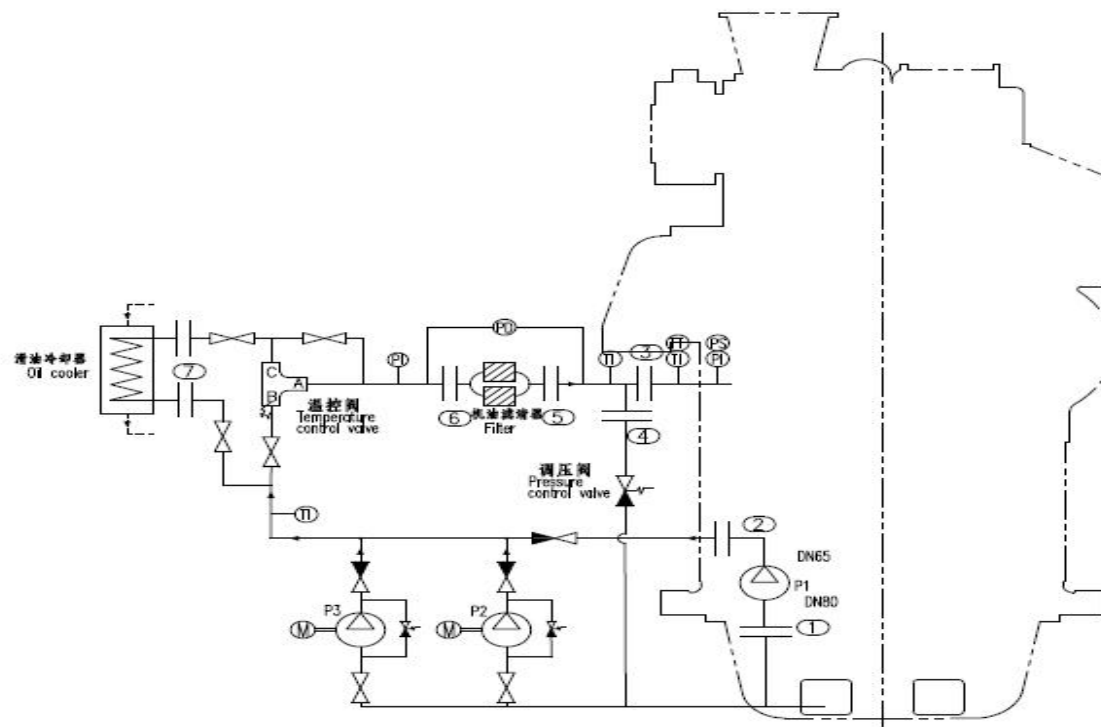 PD
TT
PS
滑油冷却器
Oil cooler
7
C
A
B
PI
TI
3
TI
PI
温控阀
Temperature
control valve
6
机油滤清器
Filter
5
4
调压阀
Pressure
control valve
TI
2
DN65
P1
DN80
P3
P2
M
M
1